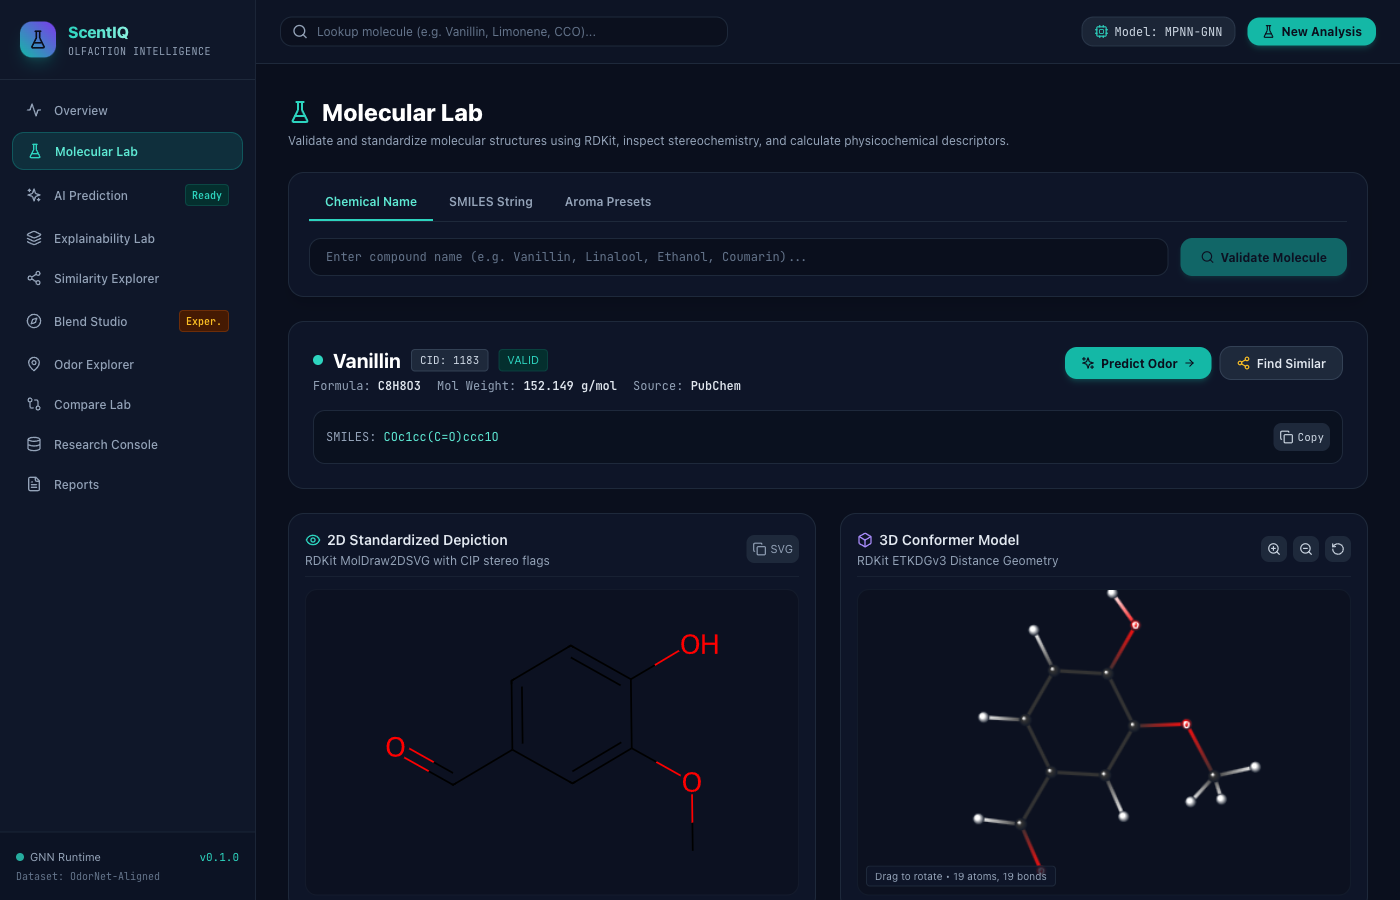 ScentIQ
OLFACTION INTELLIGENCE
Overview
Molecular Lab
AI Prediction
Ready
Explainability Lab
Similarity Explorer
Blend Studio
Exper.
Odor Explorer
Compare Lab
Research Console
Reports
GNN Runtime
v0.1.0
Dataset: OdorNet-Aligned
Lookup molecule (e.g. Vanillin, Limonene, CCO)...
Model: MPNN-GNN
New Analysis
Molecular Lab
Validate and standardize molecular structures using RDKit, inspect stereochemistry, and calculate physicochemical descriptors.
Chemical Name
SMILES String
Aroma Presets
Enter compound name (e.g. Vanillin, Linalool, Ethanol, Coumarin)...
Validate Molecule
Vanillin
CID: 1183
VALID
Predict Odor →
Find Similar
Formula: C8H8O3 Mol Weight: 152.149 g/mol Source: PubChem
SMILES: COc1cc(C=O)ccc1O
Copy
2D Standardized Depiction
RDKit MolDraw2DSVG with CIP stereo flags
SVG
OH
O
O
3D Conformer Model
RDKit ETKDGv3 Distance Geometry
O
O
Drag to rotate • 19 atoms, 19 bonds